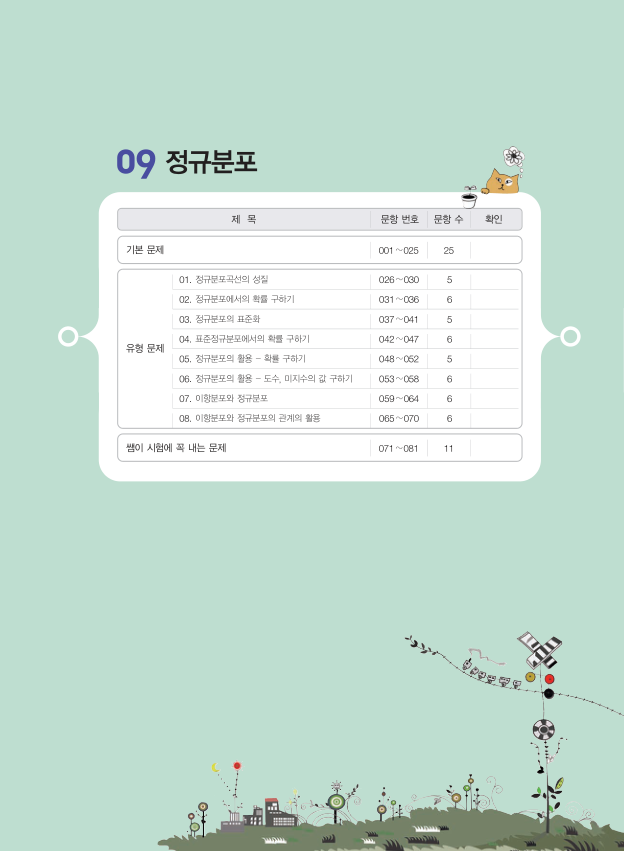 09 정규분포
제 목 문항 번호 문항 수 확인
기본 문제 001~025 25
유형 문제
01. 정규분포곡선의 성질 026~030 5
02. 정규분포에서의 확률 구하기 031~036 6
03. 정규분포의 표준화 037~041 5
04. 표준정규분포에서의 확률 구하기 042~047 6
05. 정규분포의 활용 - 확률 구하기 048~052 5
06. 정규분포의 활용 - 도수, 미지수의 값 구하기 053~058 6
07. 이항분포와 정규분포 059~064 6
08. 이항분포와 정규분포의 관계의 활용 065~070 6
쌤이 시험에 꼭 내는 문제 071~081 11